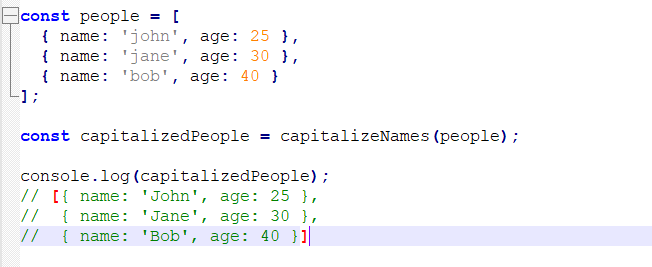 const people = [
  { name: 'john', age: 25 },
  { name: 'jane', age: 30 },
  { name: 'bob', age: 40 }
];

const capitalizedPeople = capitalizeNames(people);

console.log(capitalizedPeople);
// [{ name: 'John', age: 25 },
//  { name: 'Jane', age: 30 },
//  { name: 'Bob', age: 40 }]